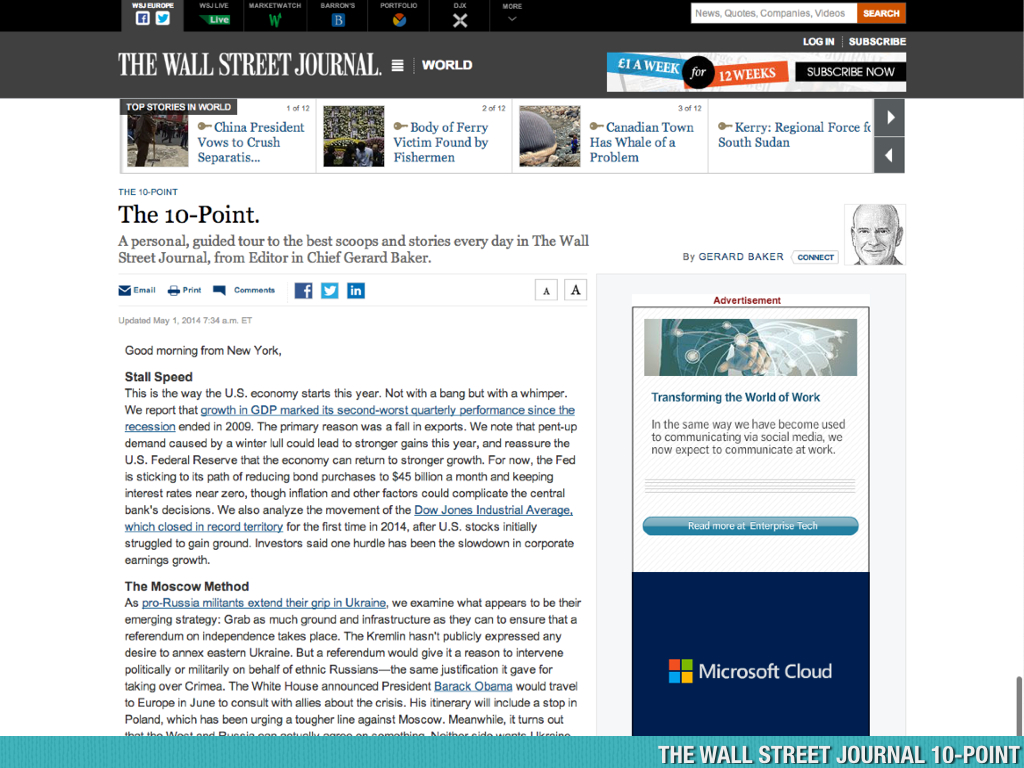 WSJ EUROPE
WSJ LIVE
MARKETWATCH
BARRON'S
PORTFOLIO
DJX
MORE
Live
W
B
News, Quotes, Companies, Videos
SEARCH
LOG IN
SUBSCRIBE
THE WALL STREET JOURNAL.
WORLD
£1 A WEEK for 12 WEEKS
SUBSCRIBE NOW
TOP STORIES IN WORLD
1 of 12
China President
Vows to Crush
Separatis...
2 of 12
Body of Ferry
Victim Found by
Fishermen
3 of 12
Canadian Town
Has Whale of a
Problem
Kerry: Regional Force fo
South Sudan
THE 10-POINT
The 10-Point.
A personal, guided tour to the best scoops and stories every day in The Wall
Street Journal, from Editor in Chief Gerard Baker.
By GERARD BAKER
CONNECT
Email
Print
Comments
f
in
A
A
Updated May 1, 2014 7:34 a.m. ET
Good morning from New York,
Stall Speed
This is the way the U.S. economy starts this year. Not with a bang but with a whimper.
We report that growth in GDP marked its second-worst quarterly performance since the
recession ended in 2009. The primary reason was a fall in exports. We note that pent-up
demand caused by a winter lull could lead to stronger gains this year, and reassure the
U.S. Federal Reserve that the economy can return to stronger growth. For now, the Fed
is sticking to its path of reducing bond purchases to $45 billion a month and keeping
interest rates near zero, though inflation and other factors could complicate the central
bank's decisions. We also analyze the movement of the Dow Jones Industrial Average,
which closed in record territory for the first time in 2014, after U.S. stocks initially
struggled to gain ground. Investors said one hurdle has been the slowdown in corporate
earnings growth.
The Moscow Method
As pro-Russia militants extend their grip in Ukraine, we examine what appears to be their
emerging strategy: Grab as much ground and infrastructure as they can to ensure that a
referendum on independence takes place. The Kremlin hasn't publicly expressed any
desire to annex eastern Ukraine. But a referendum would give it a reason to intervene
politically or militarily on behalf of ethnic Russians—the same justification it gave for
taking over Crimea. The White House announced President Barack Obama would travel
to Europe in June to consult with allies about the crisis. His itinerary will include a stop in
Poland, which has been urging a tougher line against Moscow. Meanwhile, it turns out
that the West and Russia can actually agree on something. Neither side wants Ukraine
Advertisement
Transforming the World of Work
In the same way we have become used
to communicating via social media, we
now expect to communicate at work.
Read more at Enterprise Tech
Microsoft Cloud
THE WALL STREET JOURNAL 10-POINT